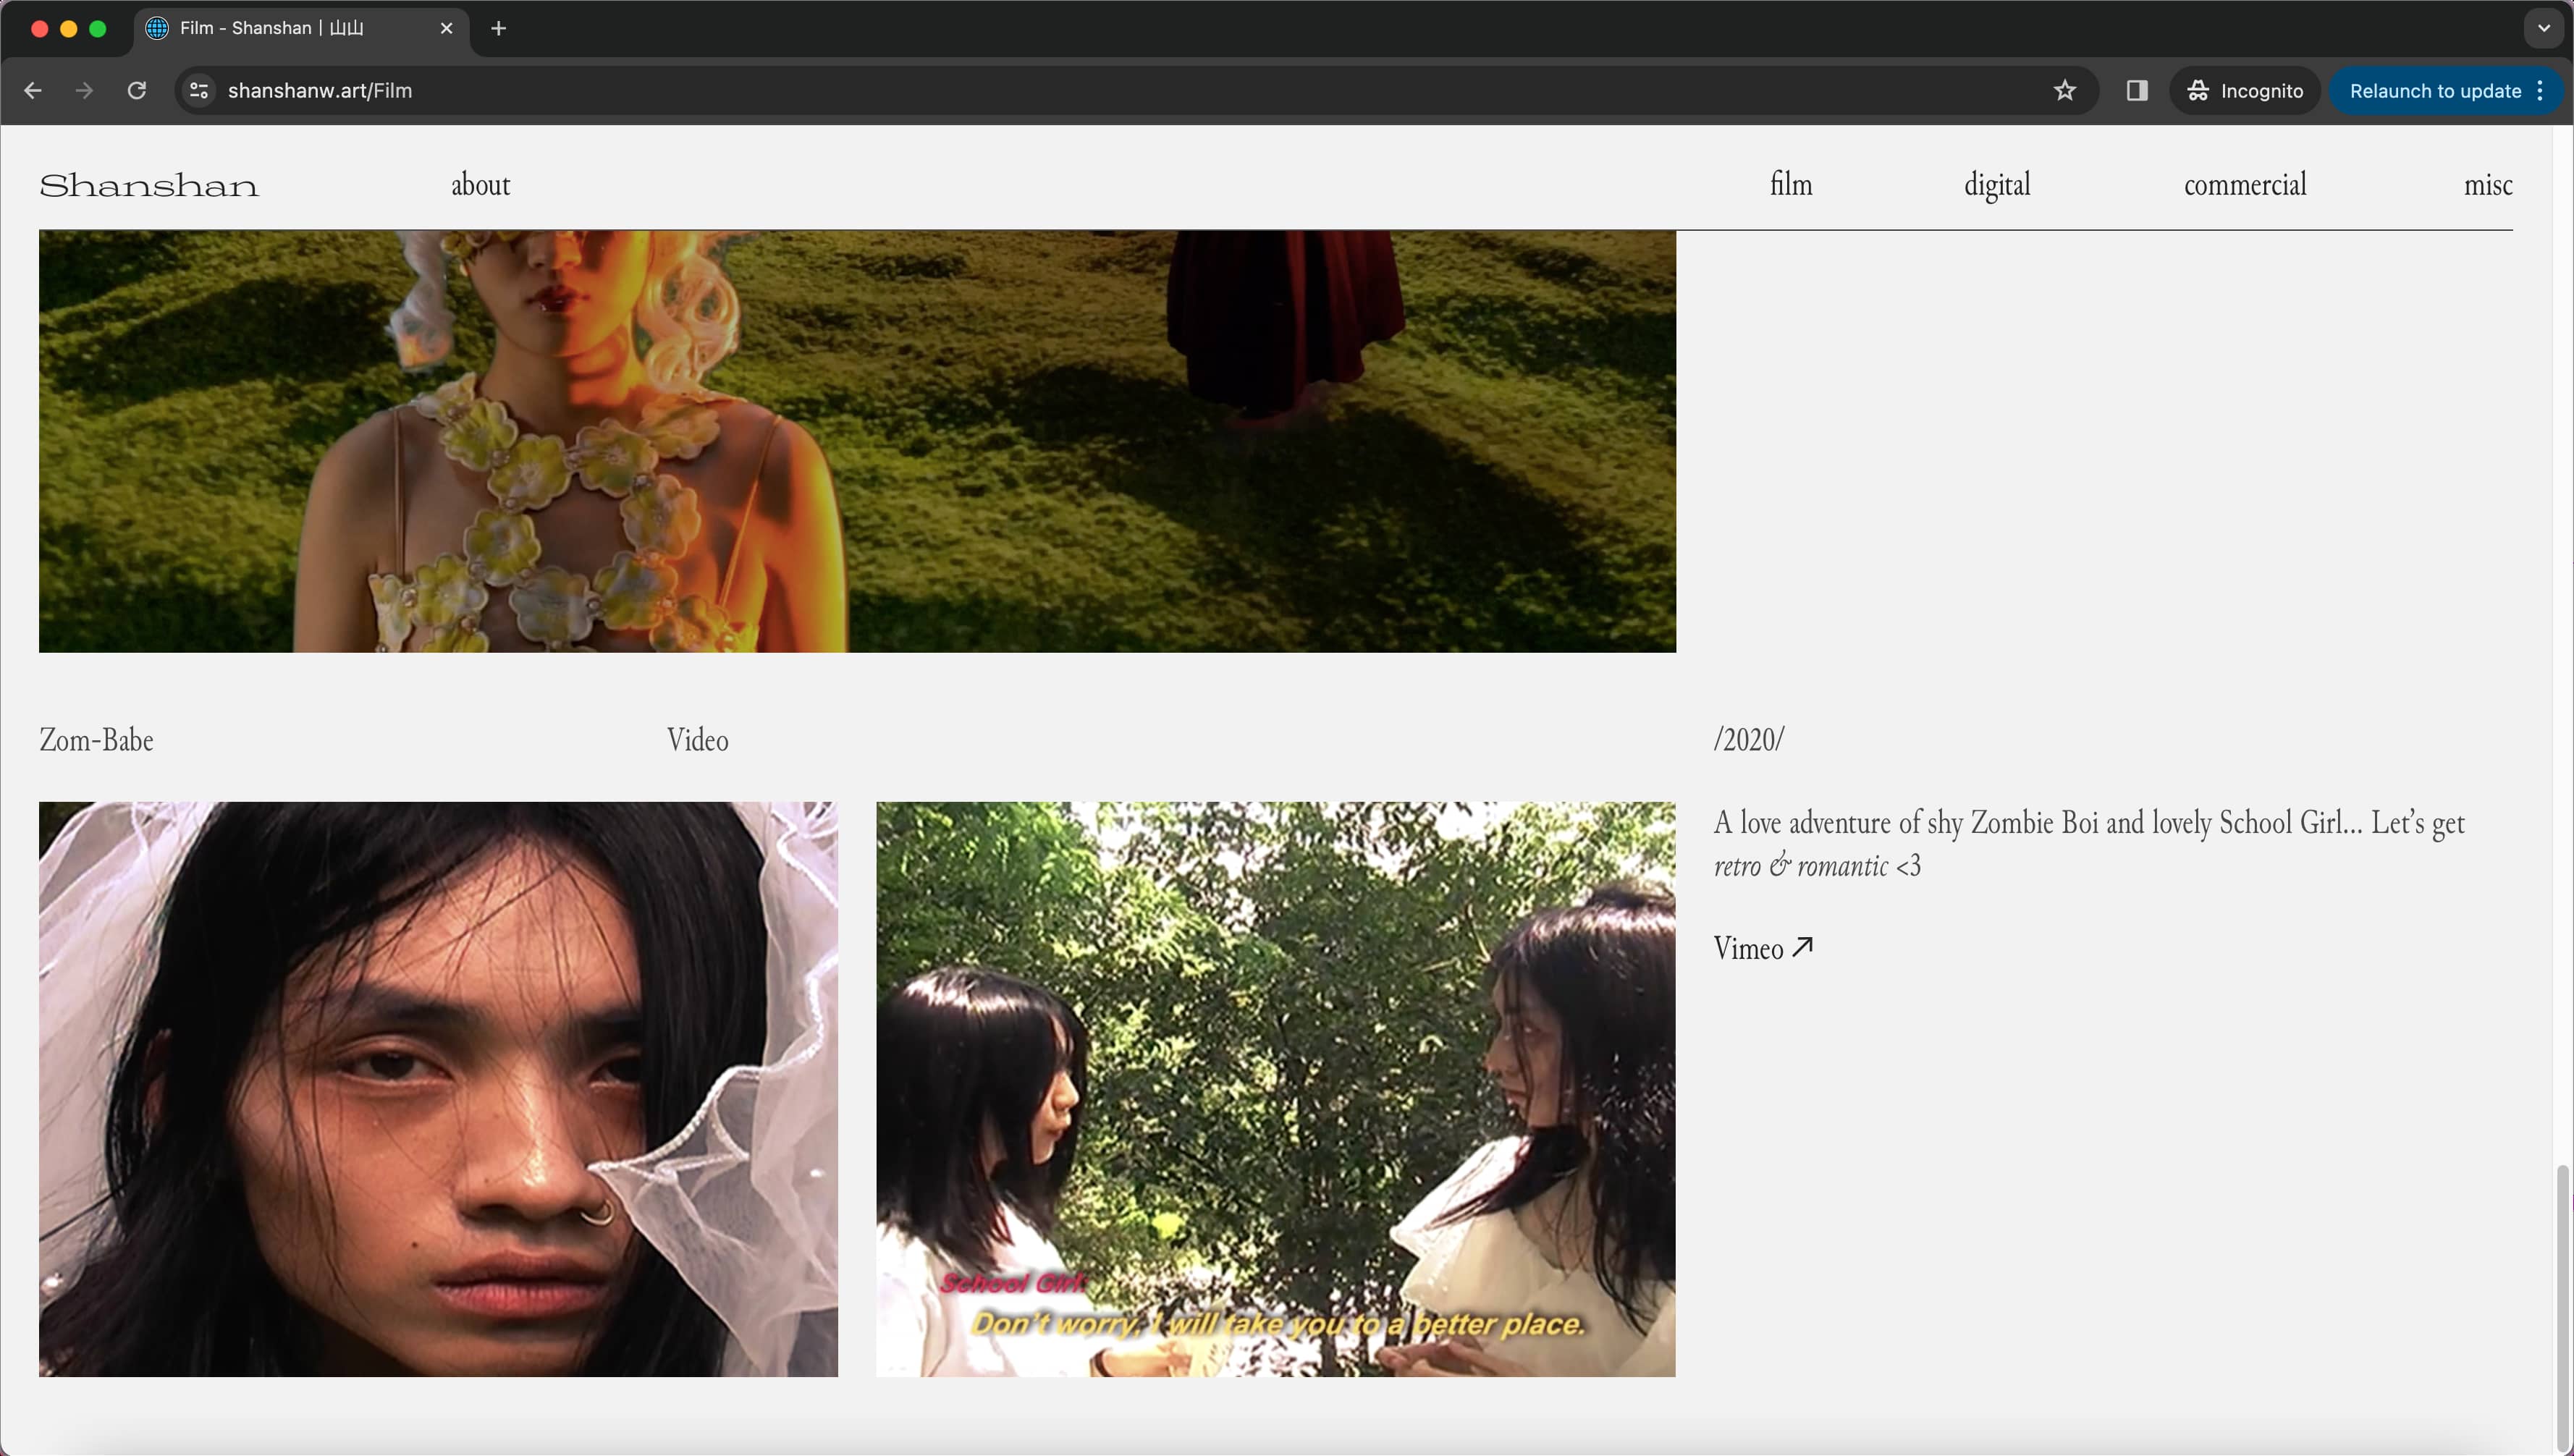 Film - Shanshan | 山山
shanshanw.art/Film
Incognito
Relaunch to update
Shanshan
about
film
digital
commercial
misc
Zom-Babe
Video
/2020/
A love adventure of shy Zombie Boi and lovely School Girl... Let’s get
retro & romantic <3
Vimeo ↗
School Girl:
Don't worry, I will take you to a better place.